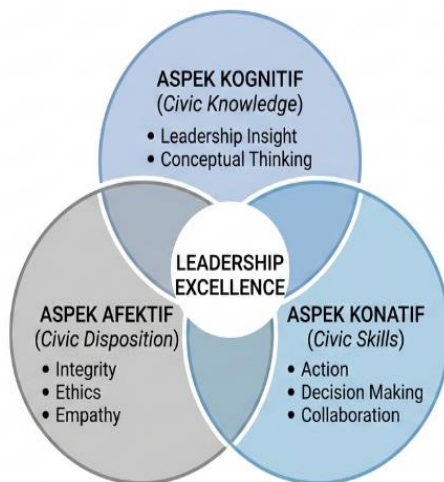 ASPEK KOGNITIF
(Civic Knowledge)
• Leadership Insight
• Conceptual Thinking
LEADERSHIP
EXCELLENCE
ASPEK AFEKTIF
(Civic Disposition)
• Integrity
• Ethics
• Empathy
ASPEK KONATIF
(Civic Skills)
• Action
• Decision Making
• Collaboration